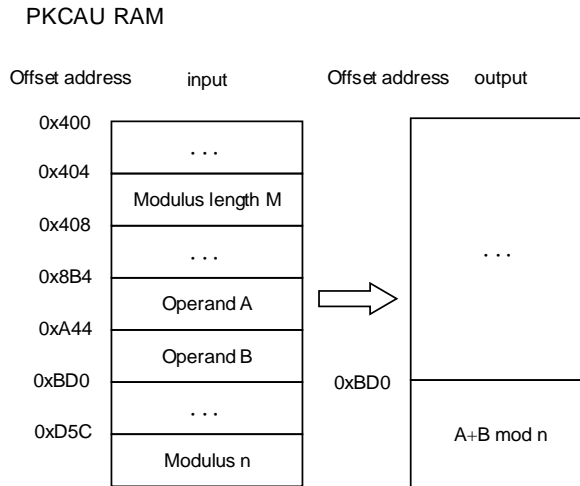 PKCAU RAM
Offset address input Offset address output
0x400
. . .
0x404
Modulus length M
0x408
. . .
0x8B4
. . .
Operand A
0xA44
Operand B
0xBD0 0xBD0
. . .
0xD5C
A+B mod n
Modulus n